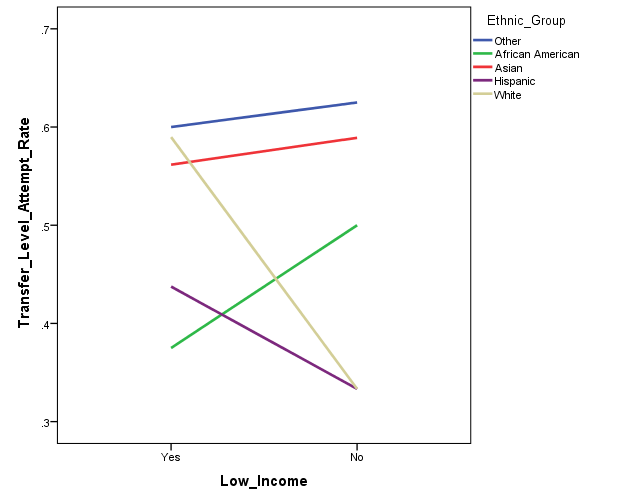 Ethnic_Group
Other
African American
Asian
Hispanic
White
Transfer_Level_Attempt_Rate
.7
.6
.5
.4
.3
Yes
No
Low_Income